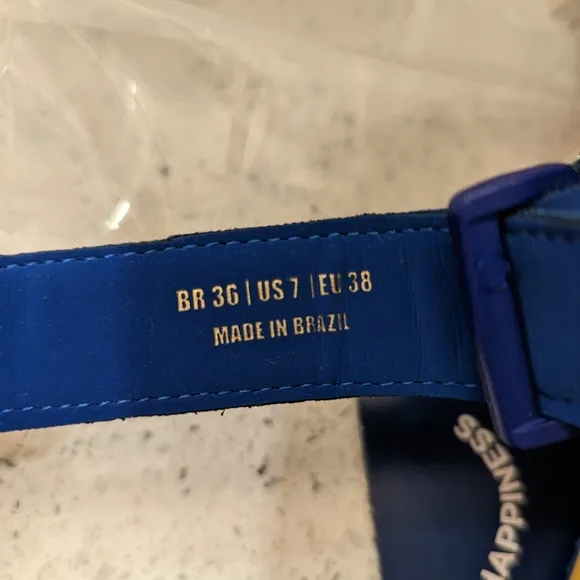 BR 36 | US 7 | EU 38
MADE IN BRAZIL
HAPPINESS